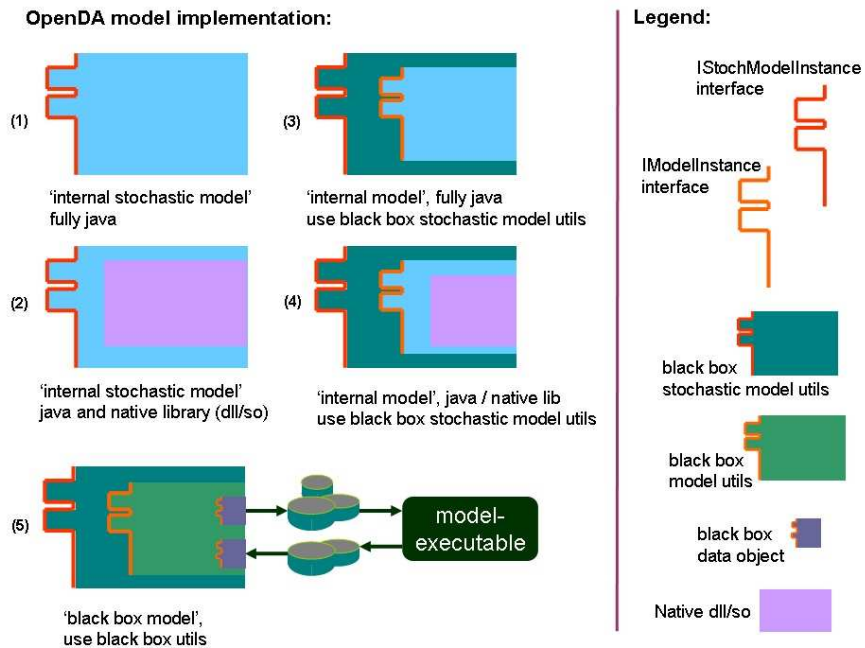 OpenDA model implementation:
(1)
'internal stochastic model'
fully java
(3)
'internal model', fully java
use black box stochastic model utils
(2)
'internal stochastic model'
java and native library (dll/so)
(4)
'internal model', java / native lib
use black box stochastic model utils
(5)
model-
executable
'black box model',
use black box utils
Legend:
IStochModelInstance
interface
IModelInstance
interface
black box
stochastic model utils
black box
model utils
black box
data object
Native dll/so